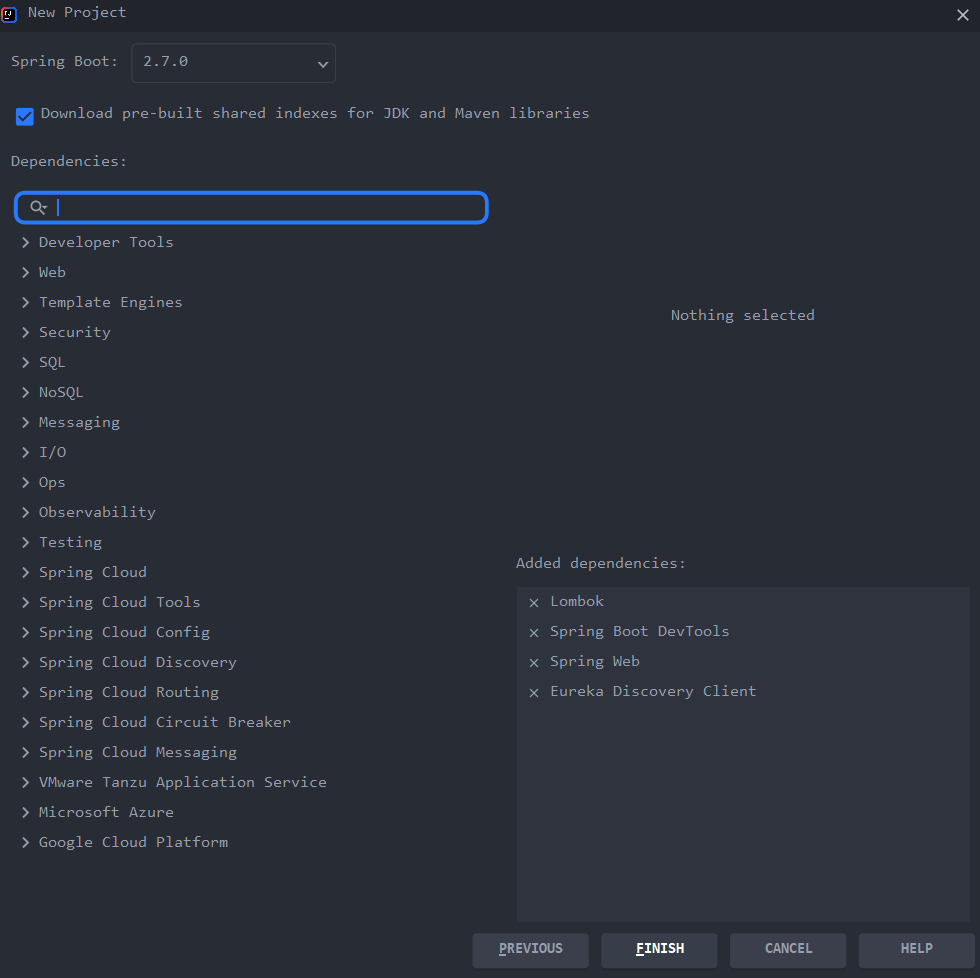 New Project
Spring Boot: 2.7.0
Download pre-built shared indexes for JDK and Maven libraries
Dependencies:
Developer Tools
Web
Template Engines
Security
SQL
NoSQL
Messaging
I/O
Ops
Observability
Testing
Spring Cloud
Spring Cloud Tools
Spring Cloud Config
Spring Cloud Discovery
Spring Cloud Routing
Spring Cloud Circuit Breaker
Spring Cloud Messaging
VMware Tanzu Application Service
Microsoft Azure
Google Cloud Platform
Nothing selected
Added dependencies:
Lombok
Spring Boot DevTools
Spring Web
Eureka Discovery Client
PREVIOUS FINISH CANCEL HELP